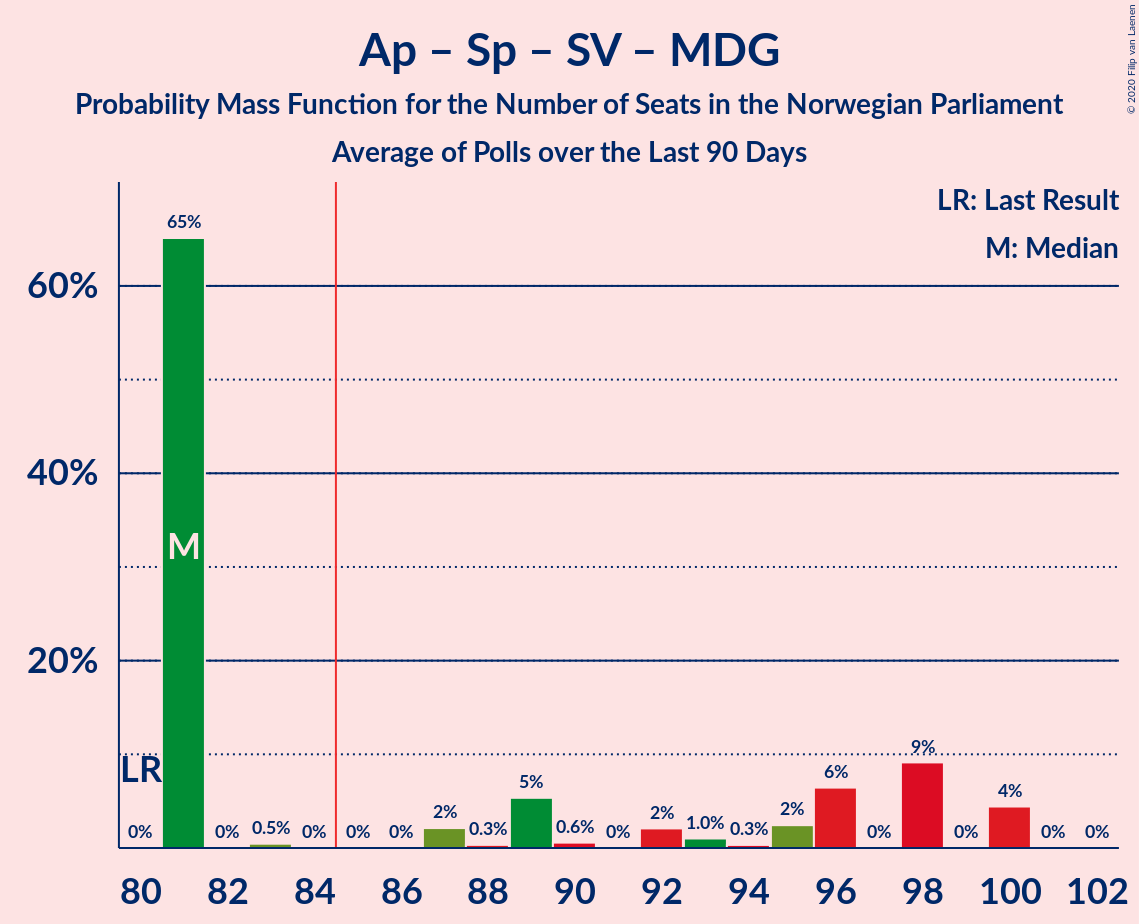 Ap – Sp – SV – MDG
Probability Mass Function for the Number of Seats in the Norwegian Parliament
Average of Polls over the Last 90 Days
© 2020 Filip van Laenen
LR: Last Result
M: Median
60%
40%
20%
LR
M
0%
65%
0%
0.5%
0%
0%
0%
2%
0.3%
5%
0.6%
0%
2%
1.0%
0.3%
2%
6%
0%
9%
0%
4%
0%
0%
80 82 84 86 88 90 92 94 96 98 100 102